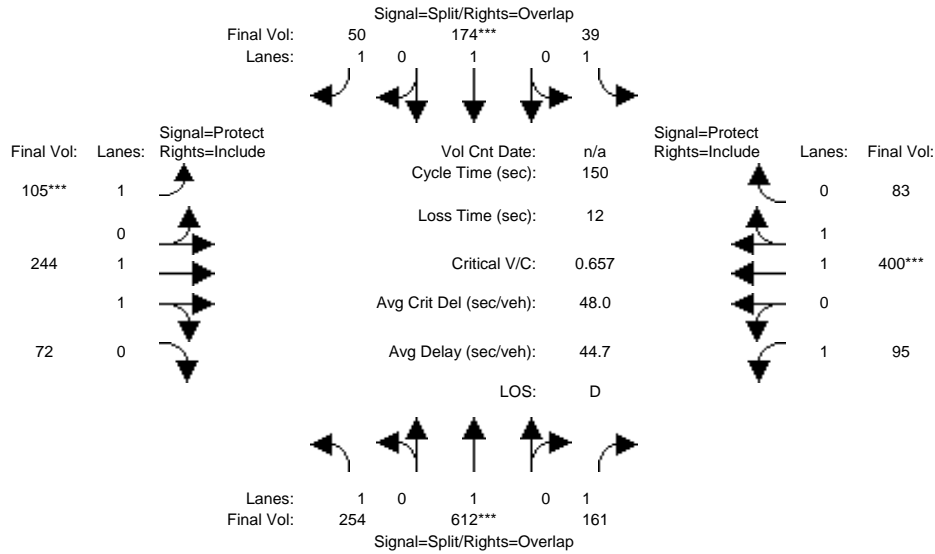 Signal=Split/Rights=Overlap
Final Vol: 50 174*** 39
Lanes: 1 0 1 0 1
Signal=Protect Signal=Protect
Final Vol: Lanes: Rights=Include Vol Cnt Date: n/a Rights=Include Lanes: Final Vol:
Cycle Time (sec): 150
105*** 1 0 83
Loss Time (sec): 12
0 1
244 1 Critical V/C: 0.657 1 400***
1 Avg Crit Del (sec/veh): 48.0 0
72 0 Avg Delay (sec/veh): 44.7 1 95
LOS: D
Lanes: 1 0 1 0 1
Final Vol: 254 612*** 161
Signal=Split/Rights=Overlap